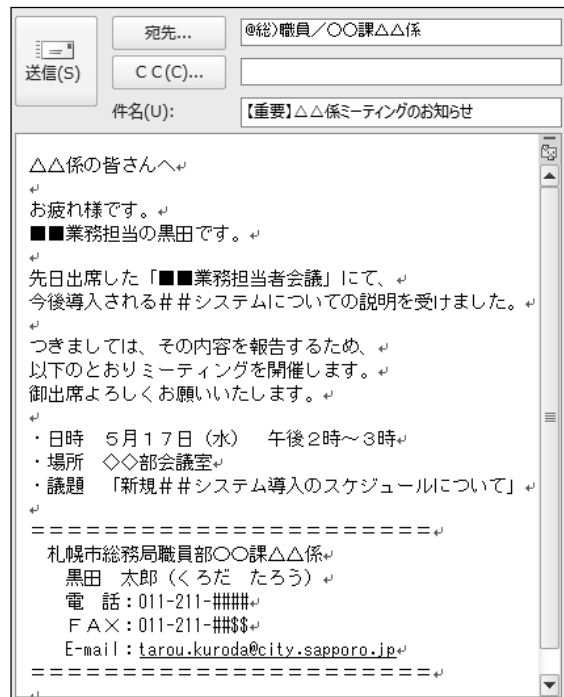 宛先...
@総)職員／○○課△△係
送信(S)
ＣＣ(C)...
件名(U):
【重要】△△係ミーティングのお知らせ
△△係の皆さんへ↵
↵
お疲れ様です。↵
■■業務担当の黒田です。↵
↵
先日出席した「■■業務担当者会議」にて、↵
今後導入される＃＃システムについての説明を受けました。↵
↵
つきましては、その内容を報告するため、↵
以下のとおりミーティングを開催します。↵
御出席よろしくお願いいたします。↵
↵
・日時　５月１７日（水）　午後２時～３時↵
・場所　◇◇部会議室↵
・議題　「新規＃＃システム導入のスケジュールについて」↵
↵
＝＝＝＝＝＝＝＝＝＝＝＝＝＝＝＝＝＝＝＝＝＝＝↵
札幌市総務局職員部○○課△△係↵
黒田　太郎（くろだ　たろう）↵
電　話：011-211-####↵
ＦＡＸ：011-211-##$$↵
E-mail：tarou.kuroda@city.sapporo.jp↵
＝＝＝＝＝＝＝＝＝＝＝＝＝＝＝＝＝＝＝＝＝＝＝↵
↵